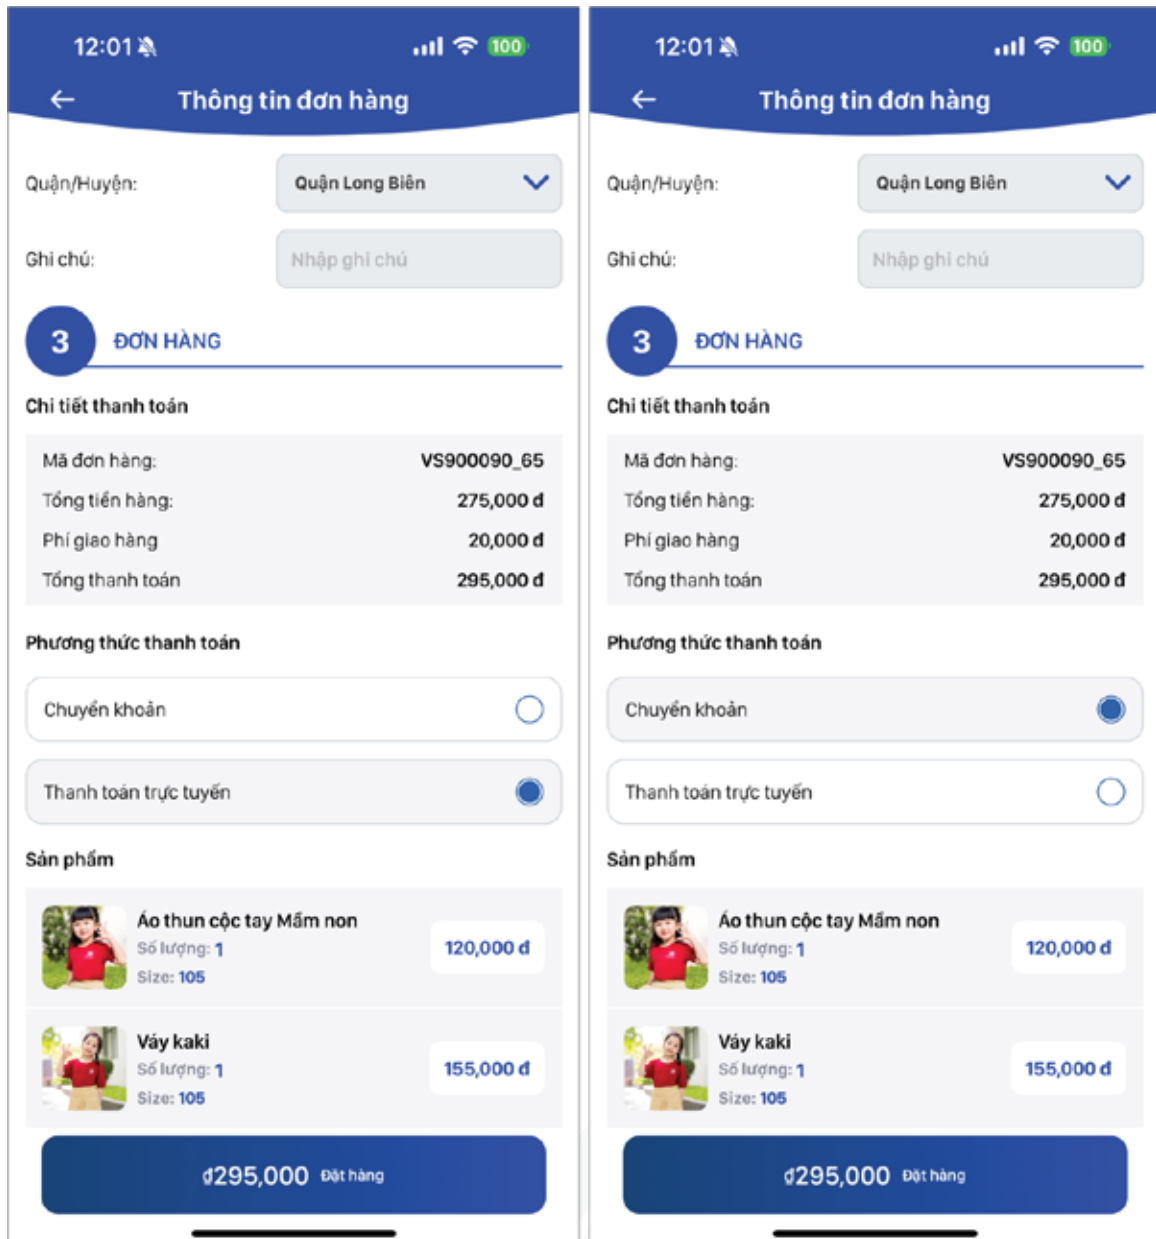 12:01
100
Thông tin đơn hàng
Quận/Huyện:
Quận Long Biên
Ghi chú:
Nhập ghi chú
3
ĐƠN HÀNG
Chi tiết thanh toán
Mã đơn hàng: VS900090_65
Tổng tiền hàng: 275,000 đ
Phí giao hàng 20,000 đ
Tổng thanh toán 295,000 đ
Phương thức thanh toán
Chuyển khoản
Thanh toán trực tuyến
Sản phẩm
Áo thun cộc tay Mầm non
Số lượng: 1
Size: 105
120,000 đ
Váy kaki
Số lượng: 1
Size: 105
155,000 đ
₫295,000 Đặt hàng
12:01
100
Thông tin đơn hàng
Quận/Huyện:
Quận Long Biên
Ghi chú:
Nhập ghi chú
3
ĐƠN HÀNG
Chi tiết thanh toán
Mã đơn hàng: VS900090_65
Tổng tiền hàng: 275,000 đ
Phí giao hàng 20,000 đ
Tổng thanh toán 295,000 đ
Phương thức thanh toán
Chuyển khoản
Thanh toán trực tuyến
Sản phẩm
Áo thun cộc tay Mầm non
Số lượng: 1
Size: 105
120,000 đ
Váy kaki
Số lượng: 1
Size: 105
155,000 đ
₫295,000 Đặt hàng